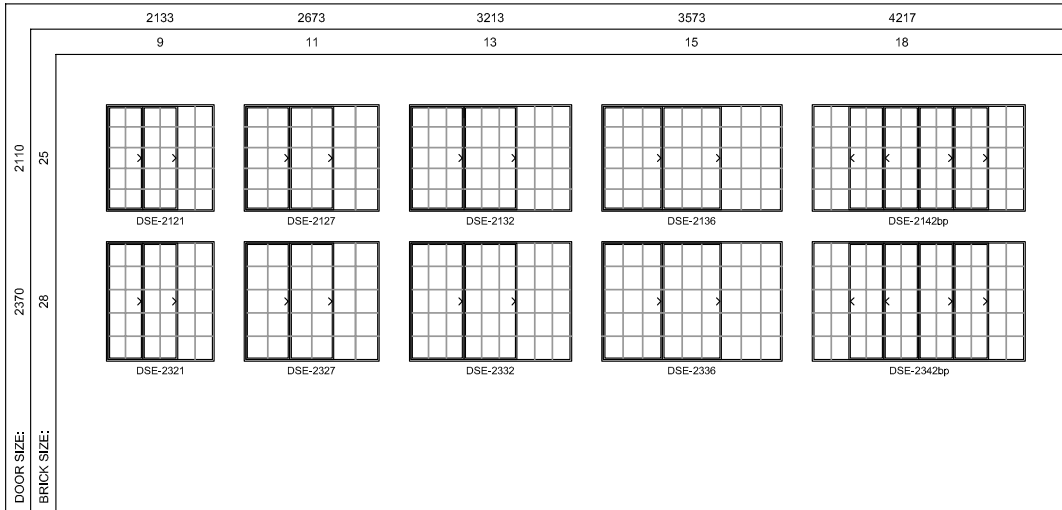 2133 2673 3213 3573 4217
9 11 13 15 18
2110 25
DSE-2121 DSE-2127 DSE-2132 DSE-2136 DSE-2142bp
2370 28
DSE-2321 DSE-2327 DSE-2332 DSE-2336 DSE-2342bp
DOOR SIZE:
BRICK SIZE: